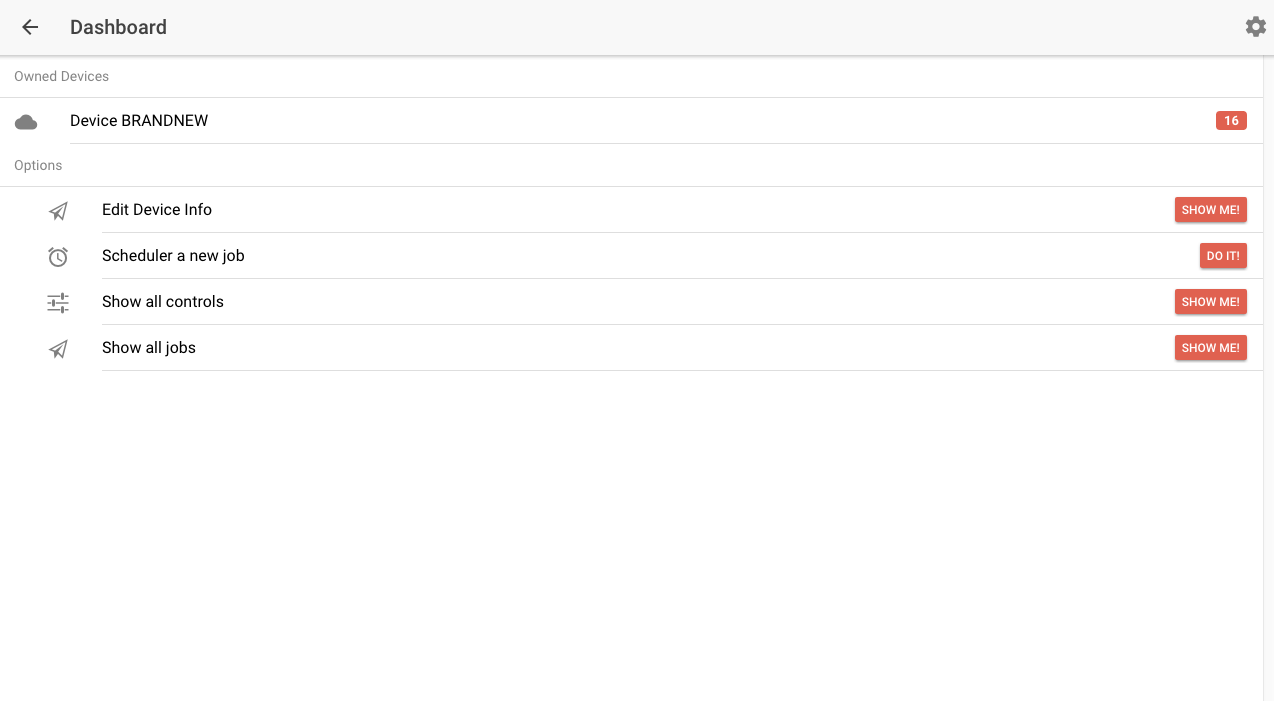 Dashboard
Owned Devices
Device BRANDNEW 16
Options
Edit Device Info SHOW ME!
Scheduler a new job DO IT!
Show all controls SHOW ME!
Show all jobs SHOW ME!